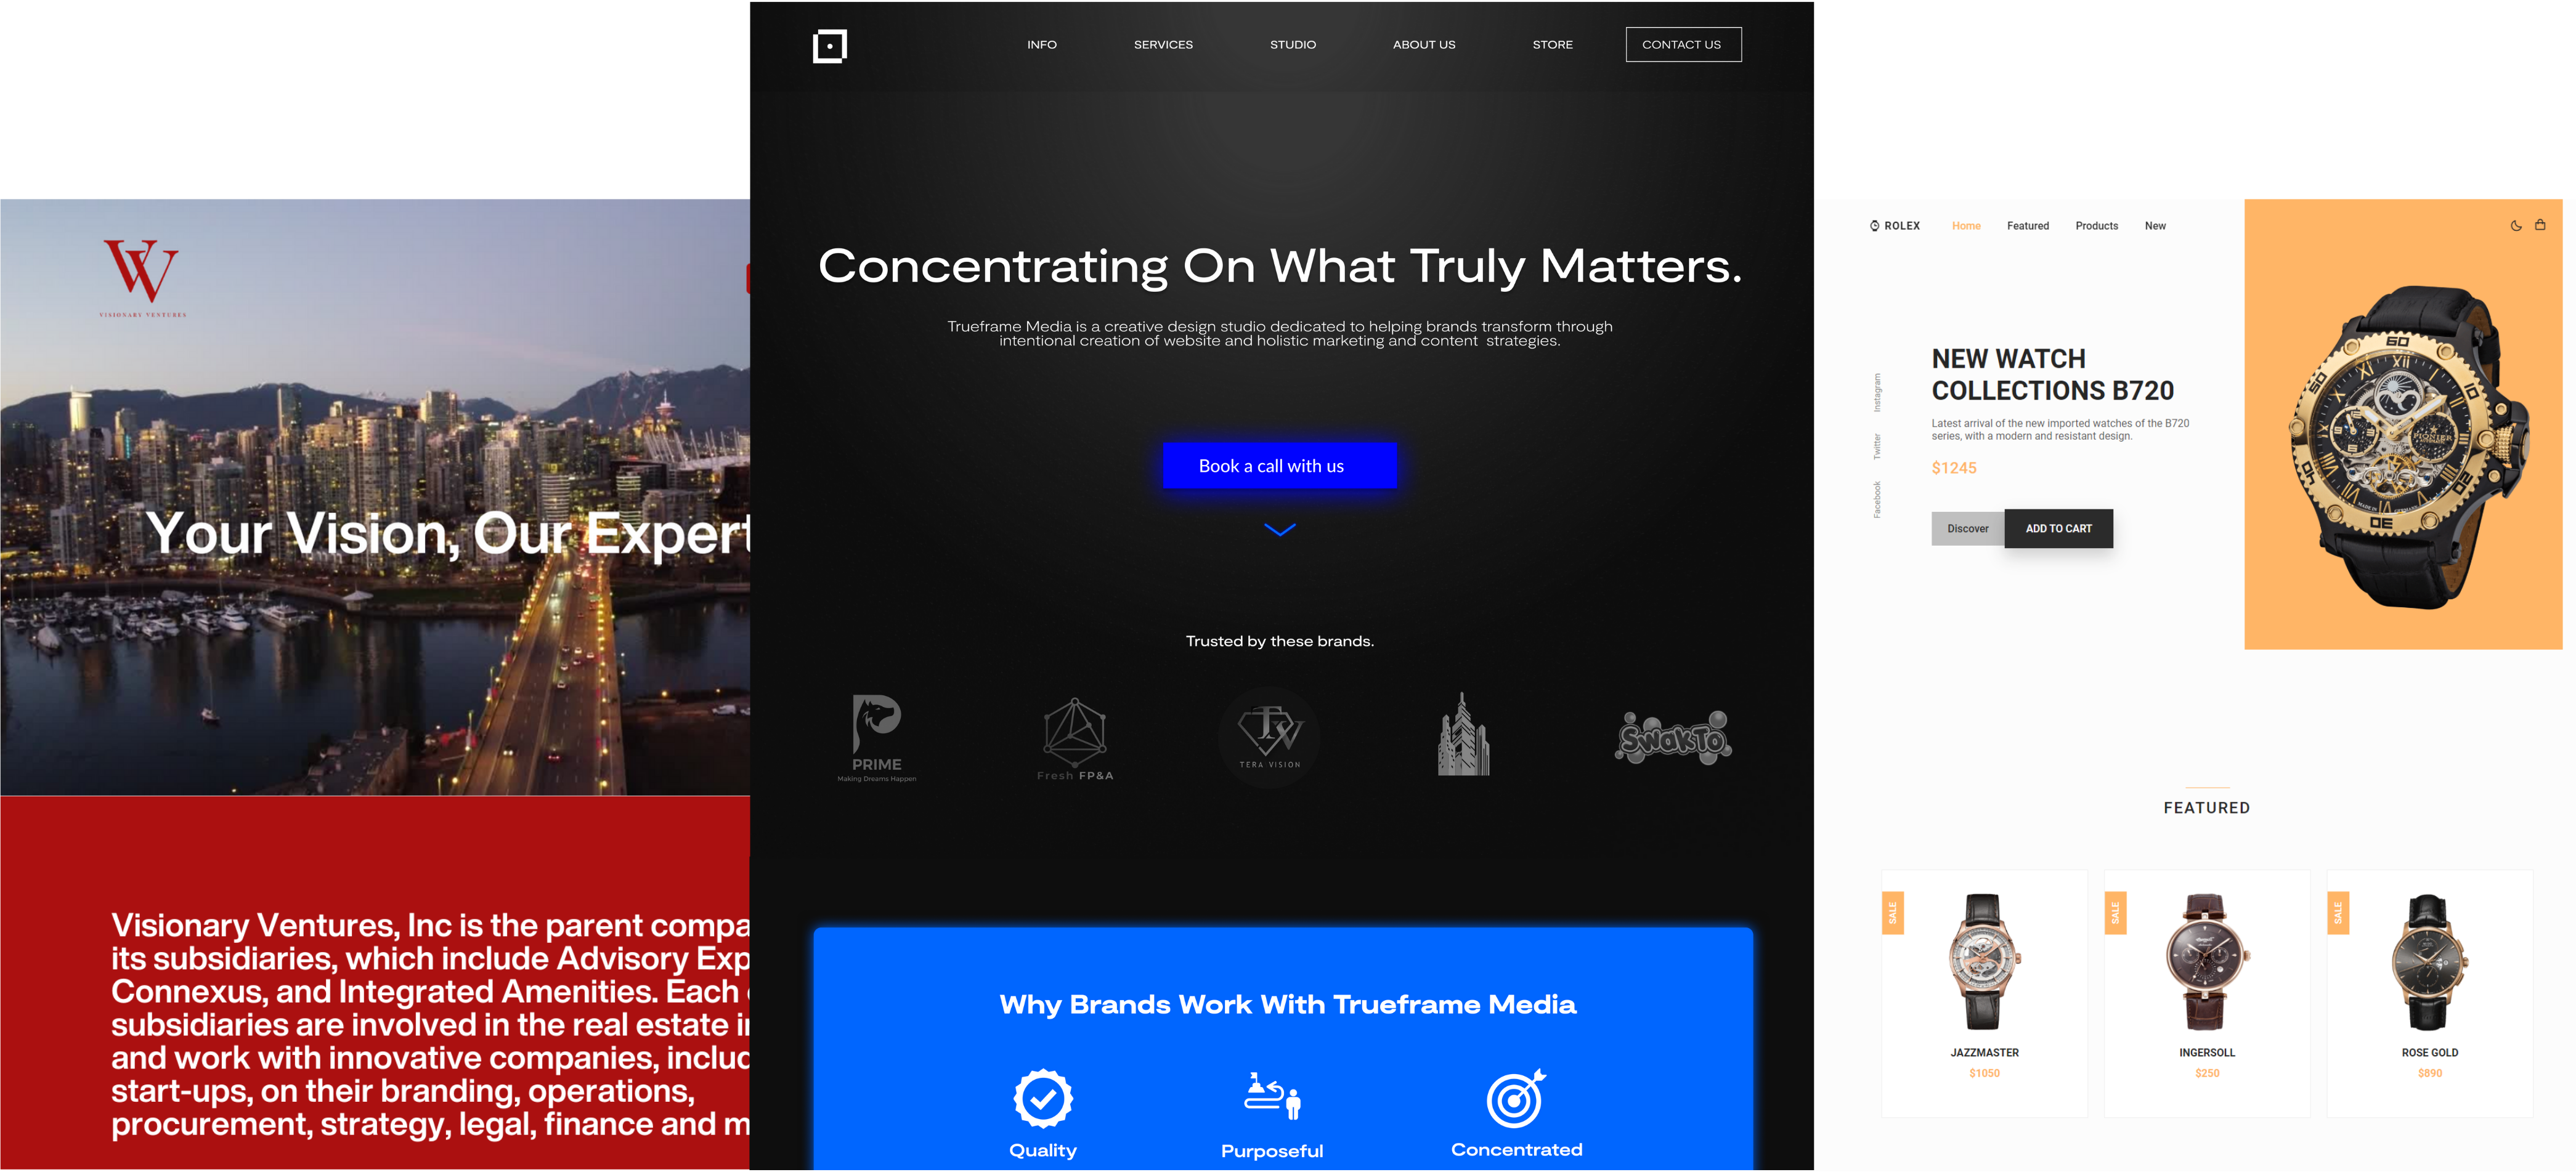 VISIONARY VENTURES
Your Vision, Our Expert
Visionary Ventures, Inc is the parent compa
its subsidiaries, which include Advisory Exp
Connexus, and Integrated Amenities. Each
subsidiaries are involved in the real estate i
and work with innovative companies, includ
start-ups, on their branding, operations,
procurement, strategy, legal, finance and m
INFO SERVICES STUDIO ABOUT US STORE CONTACT US
Concentrating On What Truly Matters.
Trueframe Media is a creative design studio dedicated to helping brands transform through
intentional creation of website and holistic marketing and content strategies.
Book a call with us
Trusted by these brands.
PRIME
Making Dreams Happen
Fresh FP&A
TV
TERA VISION
SwakTo
Why Brands Work With Trueframe Media
Quality Purposeful Concentrated
ROLEX Home Featured Products New
Instagram
Twitter
Facebook
NEW WATCH
COLLECTIONS B720
Latest arrival of the new imported watches of the B720
series, with a modern and resistant design.
$1245
Discover ADD TO CART
FEATURED
SALE
JAZZMASTER
$1050
SALE
INGERSOLL
$250
SALE
ROSE GOLD
$890